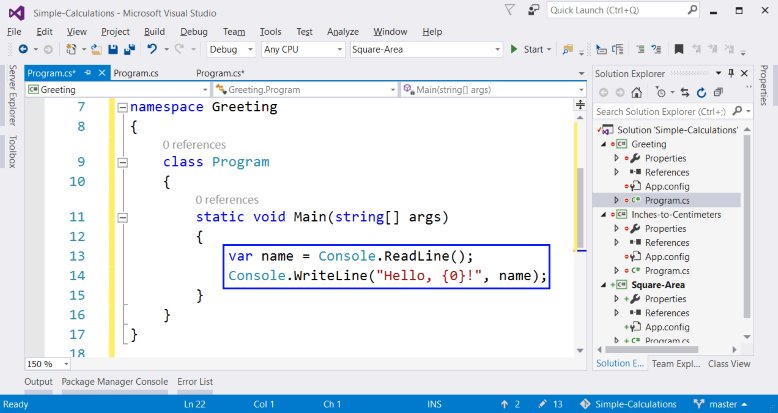 Simple-Calculations - Microsoft Visual Studio
Quick Launch (Ctrl+Q)
File Edit View Project Build Debug Team Tools Test Analyze Window Help
Debug Any CPU Square-Area Start
Server Explorer
Toolbox
Program.cs* Program.cs Program.cs*
Greeting Greeting.Program Main(string[] args)
7 namespace Greeting
8 {
0 references
9 class Program
10 {
0 references
11 static void Main(string[] args)
12 {
13 var name = Console.ReadLine();
14 Console.WriteLine("Hello, {0}!", name);
15 }
16 }
17 }
18
150 %
Solution Explorer
Search Solution Explorer (Ctrl+;)
Solution 'Simple-Calculations'
Greeting
Properties
References
App.config
Program.cs
Inches-to-Centimeters
Properties
References
App.config
Program.cs
Square-Area
Properties
References
App.config
Program.cs
Solution E... Team Expl... Class View
Properties
Output Package Manager Console Error List
Ready Ln 22 Col 1 Ch 1 INS 2 13 Simple-Calculations master